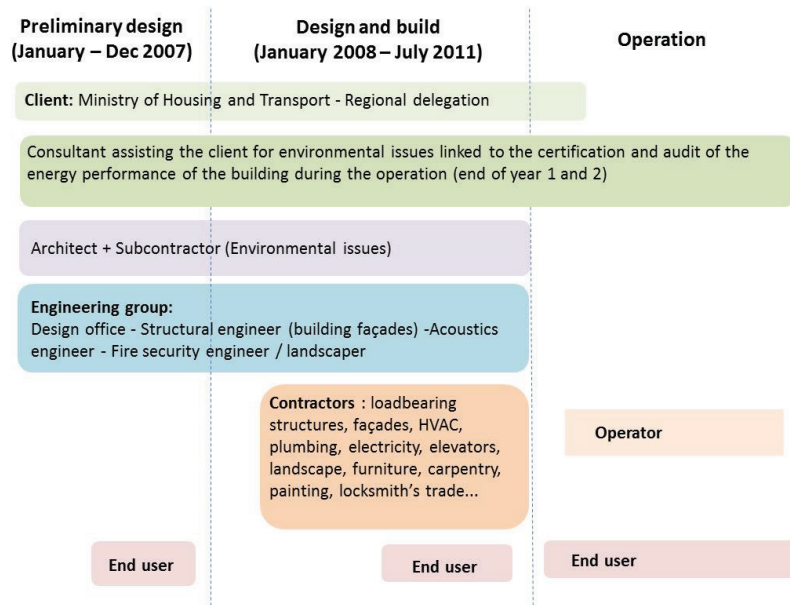 Preliminary design
(January – Dec 2007)
Design and build
(January 2008 – July 2011)
Operation
Client: Ministry of Housing and Transport - Regional delegation
Consultant assisting the client for environmental issues linked to the certification and audit of the
energy performance of the building during the operation (end of year 1 and 2)
Architect + Subcontractor (Environmental issues)
Engineering group:
Design office - Structural engineer (building façades) -Acoustics
engineer - Fire security engineer / landscaper
Contractors : loadbearing
structures, façades, HVAC,
plumbing, electricity, elevators,
landscape, furniture, carpentry,
painting, locksmith's trade...
Operator
End user
End user
End user